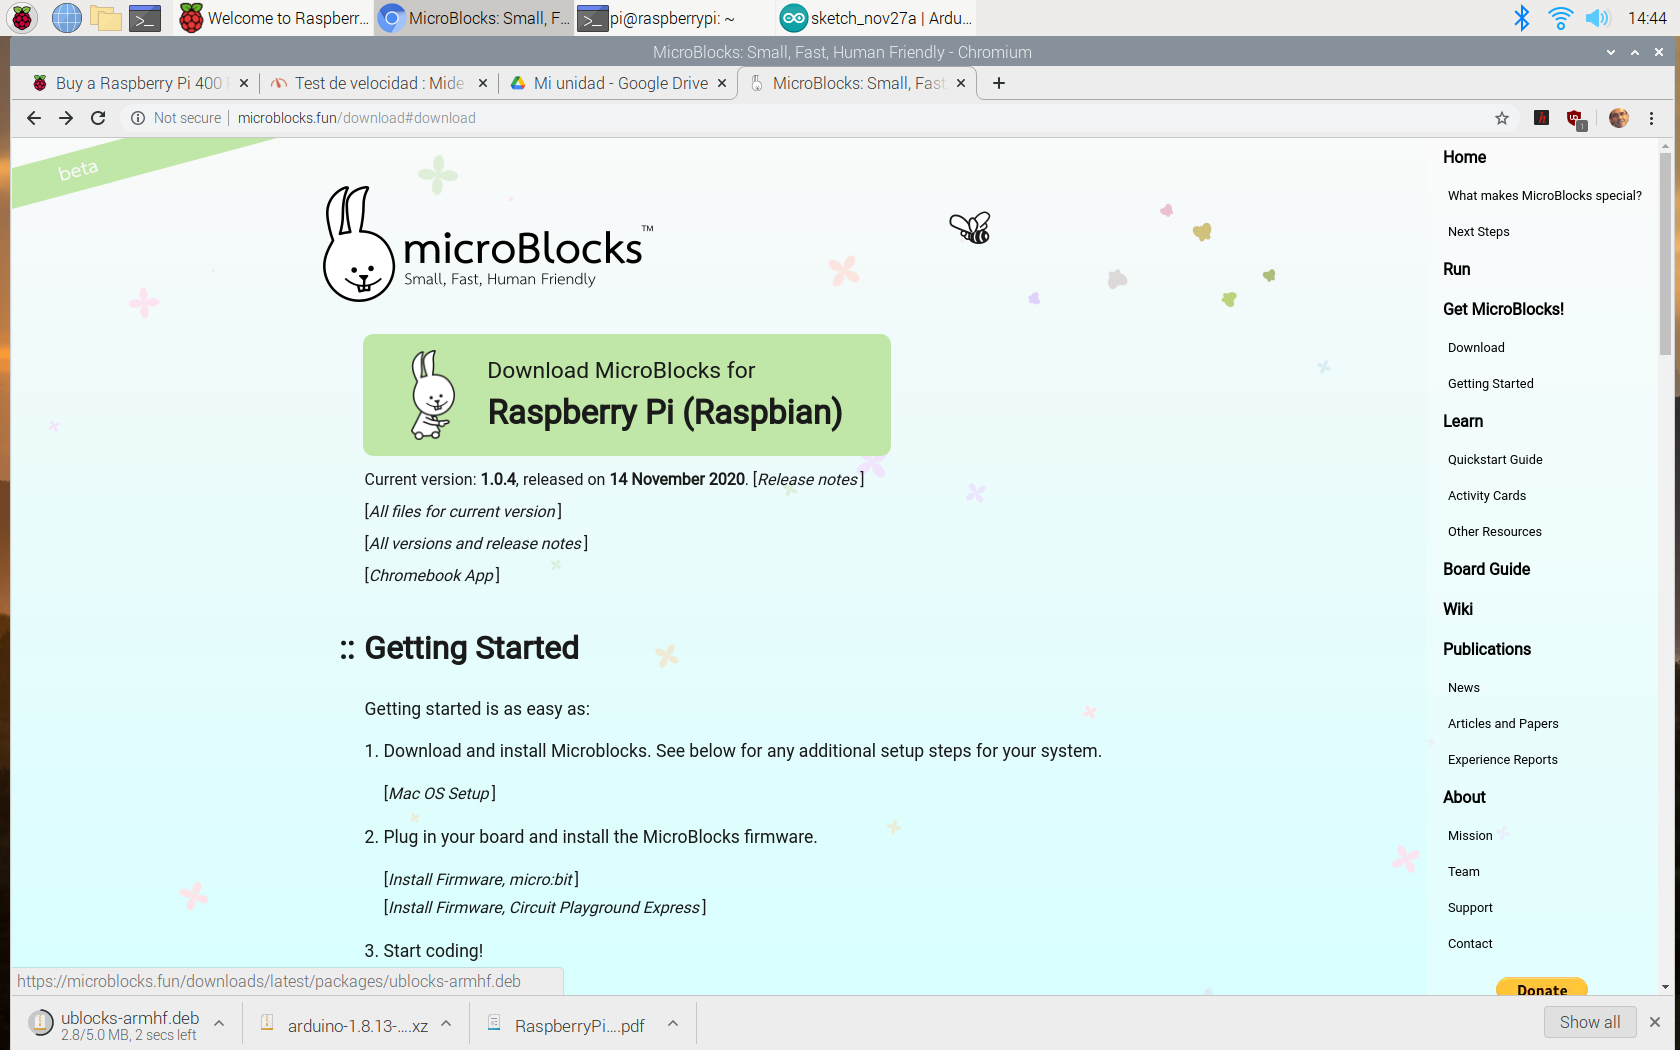 Welcome to Raspberr...
MicroBlocks: Small, F...
pi@raspberrypi: ~
sketch_nov27a | Ardu...
14:44
MicroBlocks: Small, Fast, Human Friendly - Chromium
Buy a Raspberry Pi 400
Test de velocidad : Mide
Mi unidad - Google Drive
MicroBlocks: Small, Fast
Not secure
microblocks.fun/download#download
beta
microBlocks™
Small, Fast, Human Friendly
Download MicroBlocks for
Raspberry Pi (Raspbian)
Current version: 1.0.4, released on 14 November 2020. [Release notes]
[All files for current version]
[All versions and release notes]
[Chromebook App]
:: Getting Started
Getting started is as easy as:
1. Download and install Microblocks. See below for any additional setup steps for your system.
[Mac OS Setup]
2. Plug in your board and install the MicroBlocks firmware.
[Install Firmware, micro:bit]
[Install Firmware, Circuit Playground Express]
3. Start coding!
Home
What makes MicroBlocks special?
Next Steps
Run
Get MicroBlocks!
Download
Getting Started
Learn
Quickstart Guide
Activity Cards
Other Resources
Board Guide
Wiki
Publications
News
Articles and Papers
Experience Reports
About
Mission
Team
Support
Contact
Donate
https://microblocks.fun/downloads/latest/packages/ublocks-armhf.deb
ublocks-armhf.deb
2.8/5.0 MB, 2 secs left
arduino-1.8.13-....xz
RaspberryPi....pdf
Show all